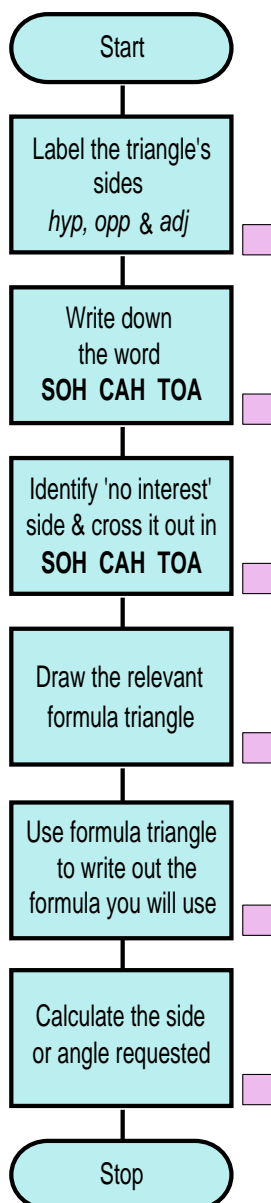 Start
Label the triangle's
sides
hyp, opp & adj
Write down
the word
SOH CAH TOA
Identify 'no interest'
side & cross it out in
SOH CAH TOA
Draw the relevant
formula triangle
Use formula triangle
to write out the
formula you will use
Calculate the side
or angle requested
Stop